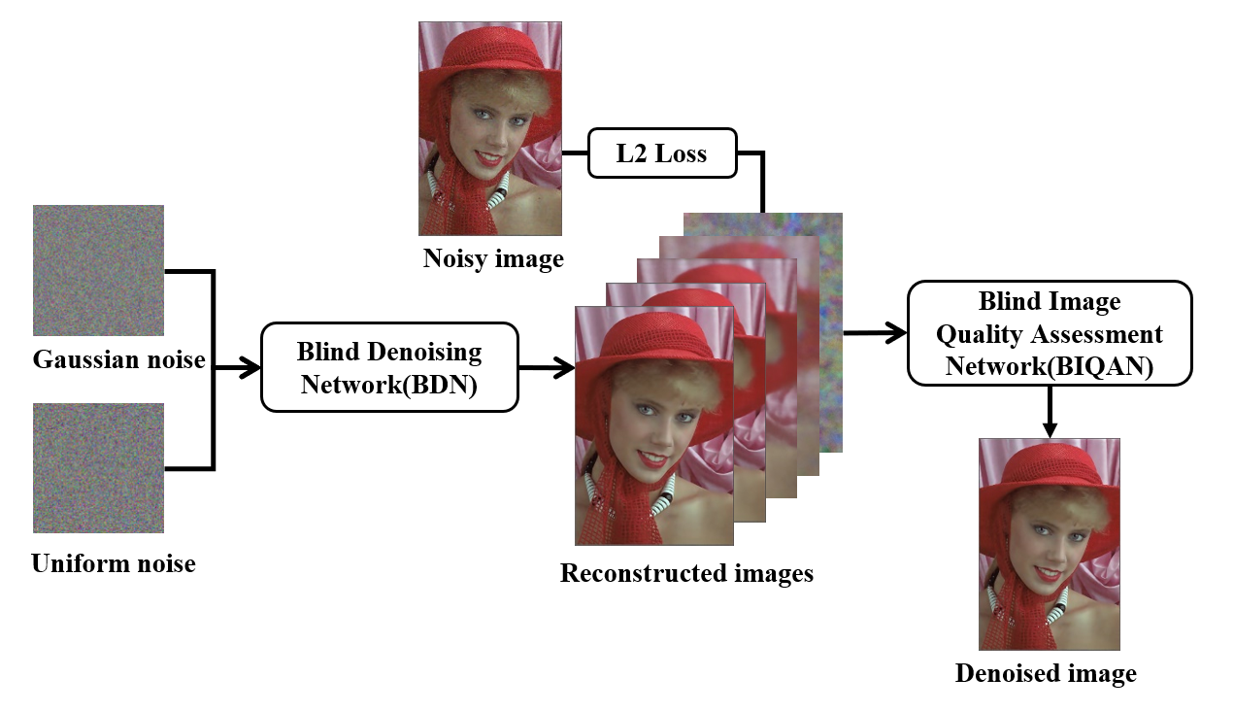 L2 Loss
Noisy image
Gaussian noise
Blind Denoising
Network(BDN)
Blind Image
Quality Assessment
Network(BIQAN)
Uniform noise
Reconstructed images
Denoised image